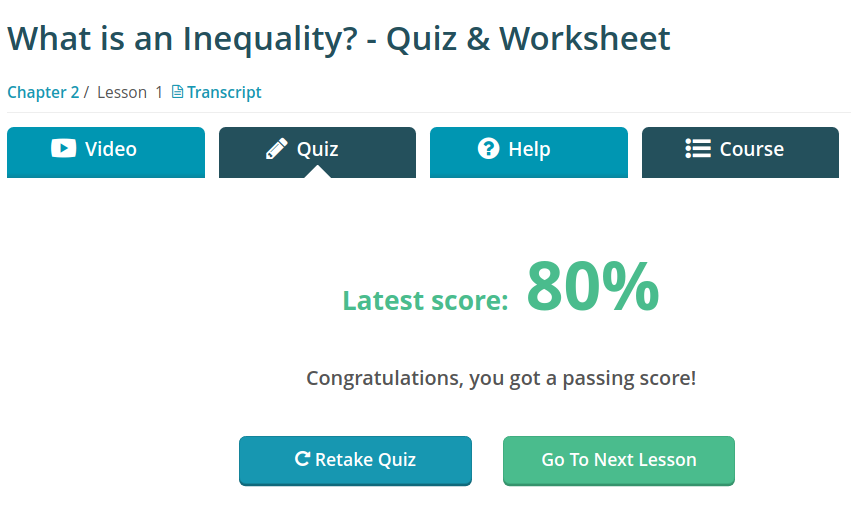 What is an Inequality? - Quiz & Worksheet
Chapter 2 / Lesson 1 Transcript
Video Quiz Help Course
Latest score: 80%
Congratulations, you got a passing score!
Retake Quiz Go To Next Lesson